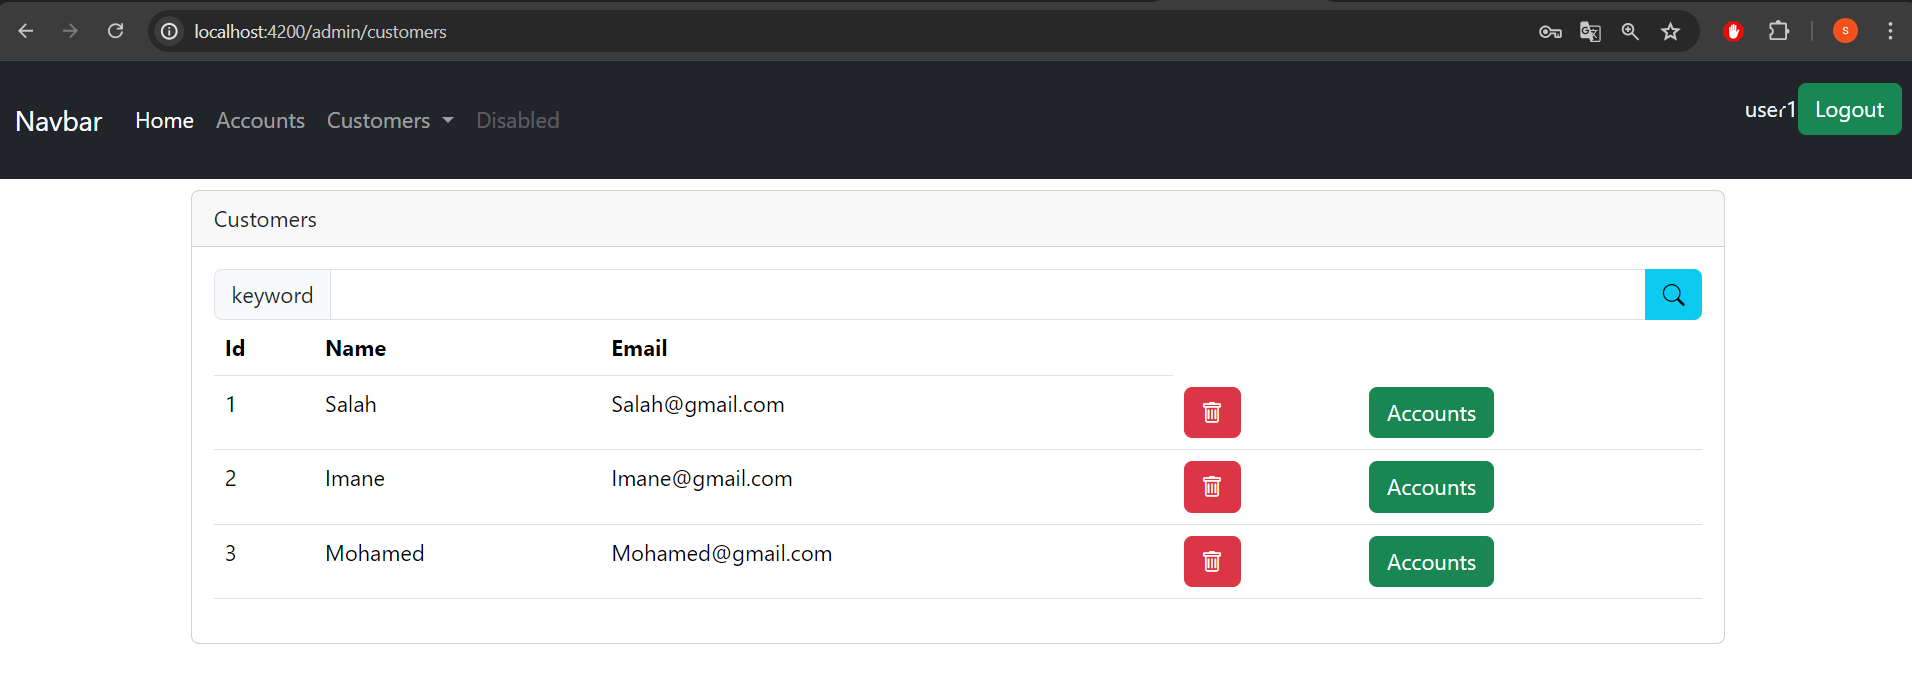 localhost:4200/admin/customers
S
Navbar Home Accounts Customers Disabled user1 Logout
Customers
keyword
Id Name Email
1 Salah Salah@gmail.com Accounts
2 Imane Imane@gmail.com Accounts
3 Mohamed Mohamed@gmail.com Accounts